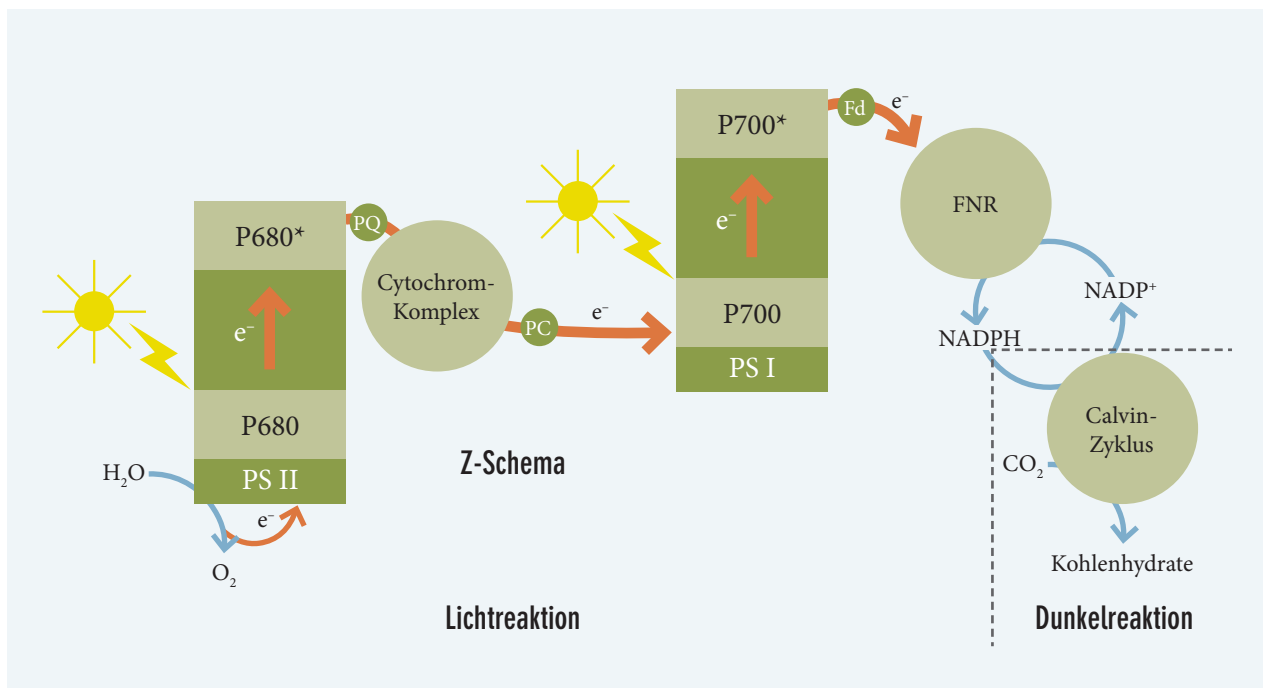 P680*
e⁻
P680
PS II
H₂O
e⁻
O₂
PQ
Cytochrom-
Komplex
PC
e⁻
P700*
e⁻
P700
PS I
Fd
e⁻
FNR
NADP⁺
NADPH
Calvin-
Zyklus
CO₂
Kohlenhydrate
Z-Schema
Lichtreaktion
Dunkelreaktion